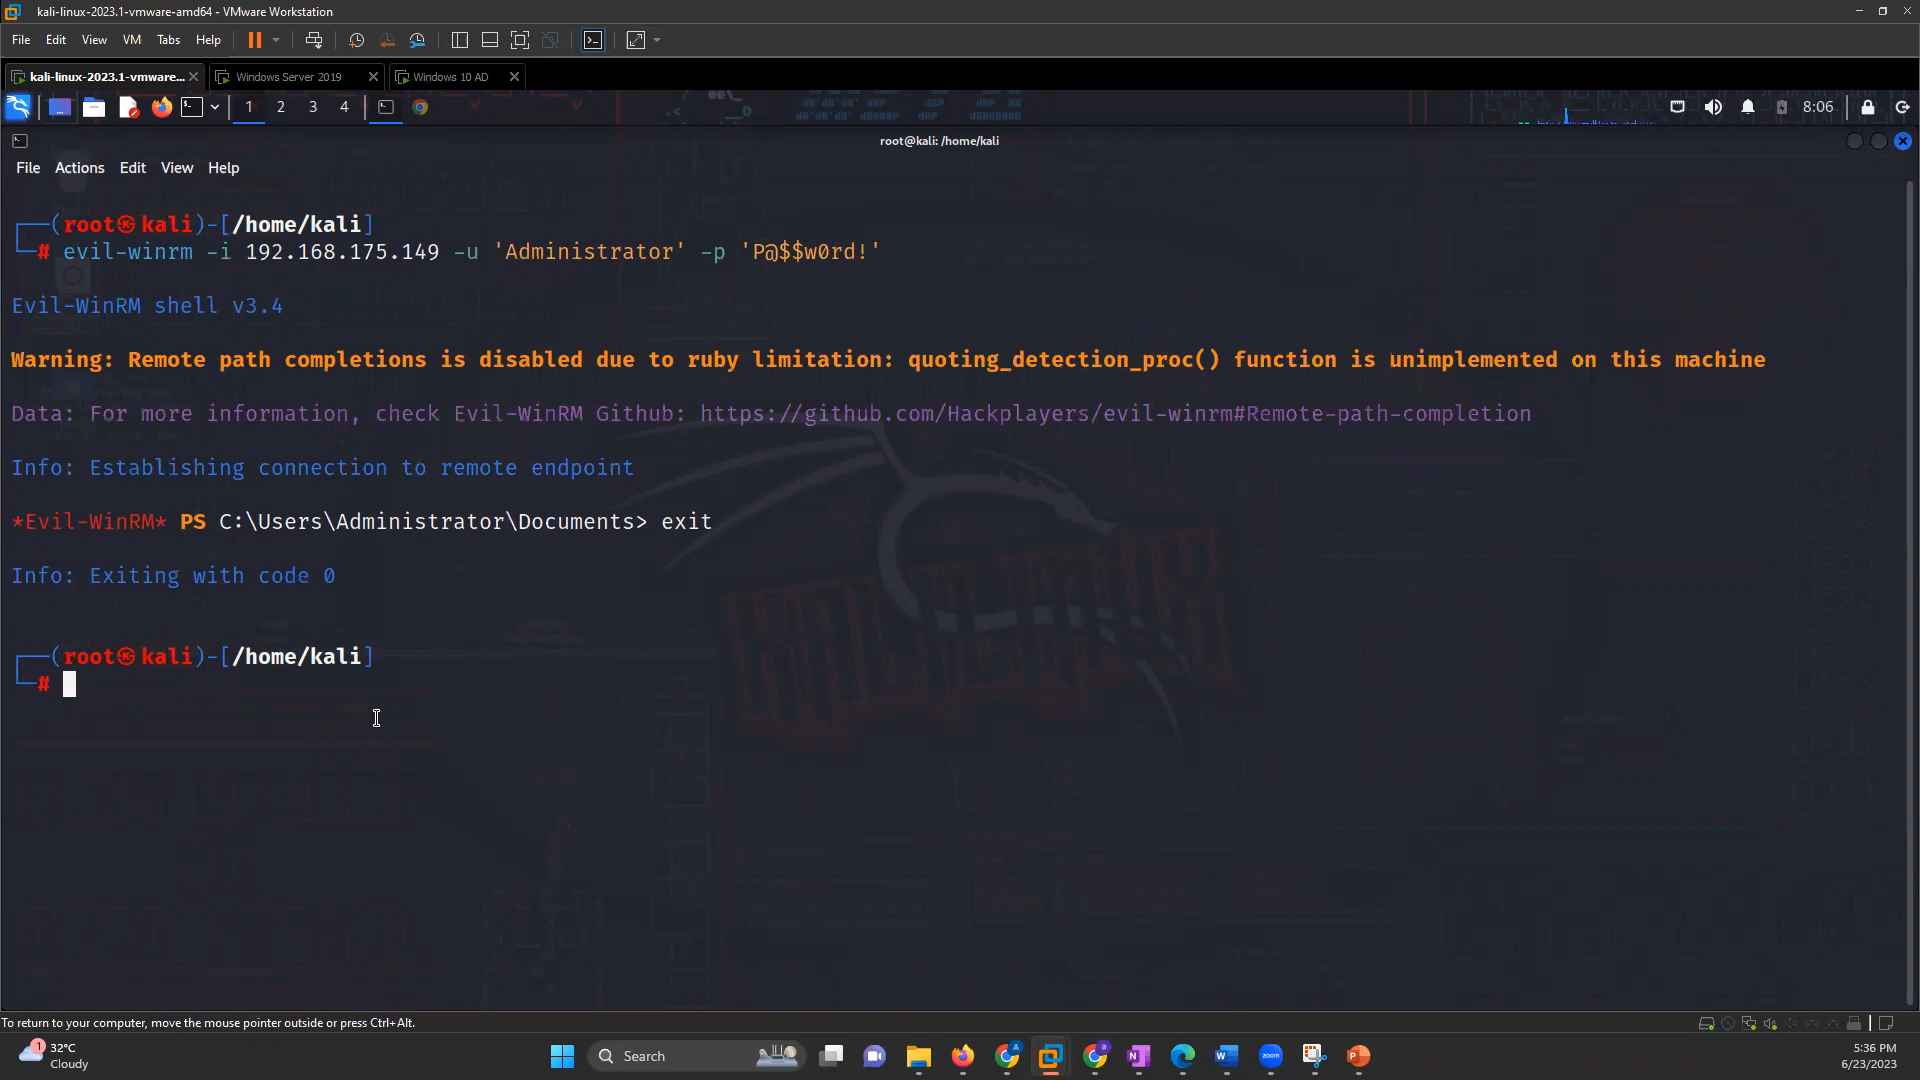 kali-linux-2023.1-vmware-amd64 - VMware Workstation
File Edit View VM Tabs Help
kali-linux-2023.1-vmware... Windows Server 2019 Windows 10 AD
1 2 3 4 8:06
root@kali: /home/kali
File Actions Edit View Help
┌──(root㉿kali)-[/home/kali]
└─# evil-winrm -i 192.168.175.149 -u 'Administrator' -p 'P@$$w0rd!'
Evil-WinRM shell v3.4
Warning: Remote path completions is disabled due to ruby limitation: quoting_detection_proc() function is unimplemented on this machine
Data: For more information, check Evil-WinRM Github: https://github.com/Hackplayers/evil-winrm#Remote-path-completion
Info: Establishing connection to remote endpoint
*Evil-WinRM* PS C:\Users\Administrator\Documents> exit
Info: Exiting with code 0
┌──(root㉿kali)-[/home/kali]
└─#
To return to your computer, move the mouse pointer outside or press Ctrl+Alt.
1 32°C
Cloudy
Search
zoom
5:36 PM
6/23/2023